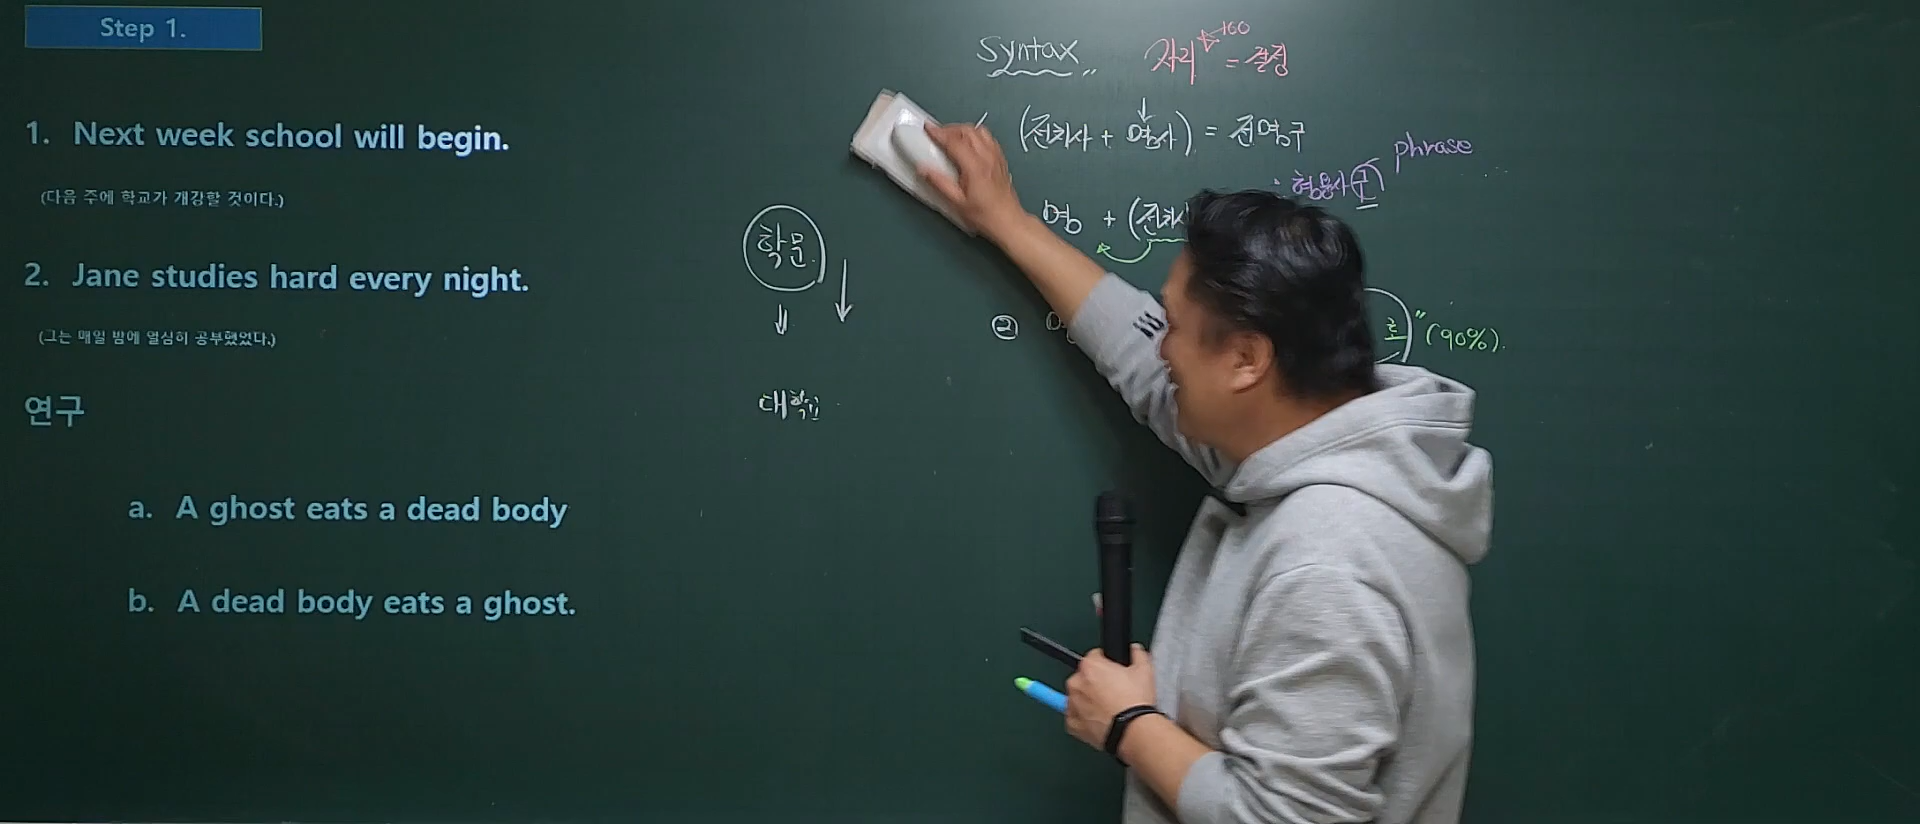 Step 1.
1. Next week school will begin.
(다음 주에 학교가 개강할 것이다.)
2. Jane studies hard every night.
(그는 매일 밤에 열심히 공부했었다.)
연구
a. A ghost eats a dead body
b. A dead body eats a ghost.
학문
대학교
syntax 자리 = 결정
100
(전치사 + 명사) = 전명구
phrase
형용사구
명 + (전치사
②
로" (90%).